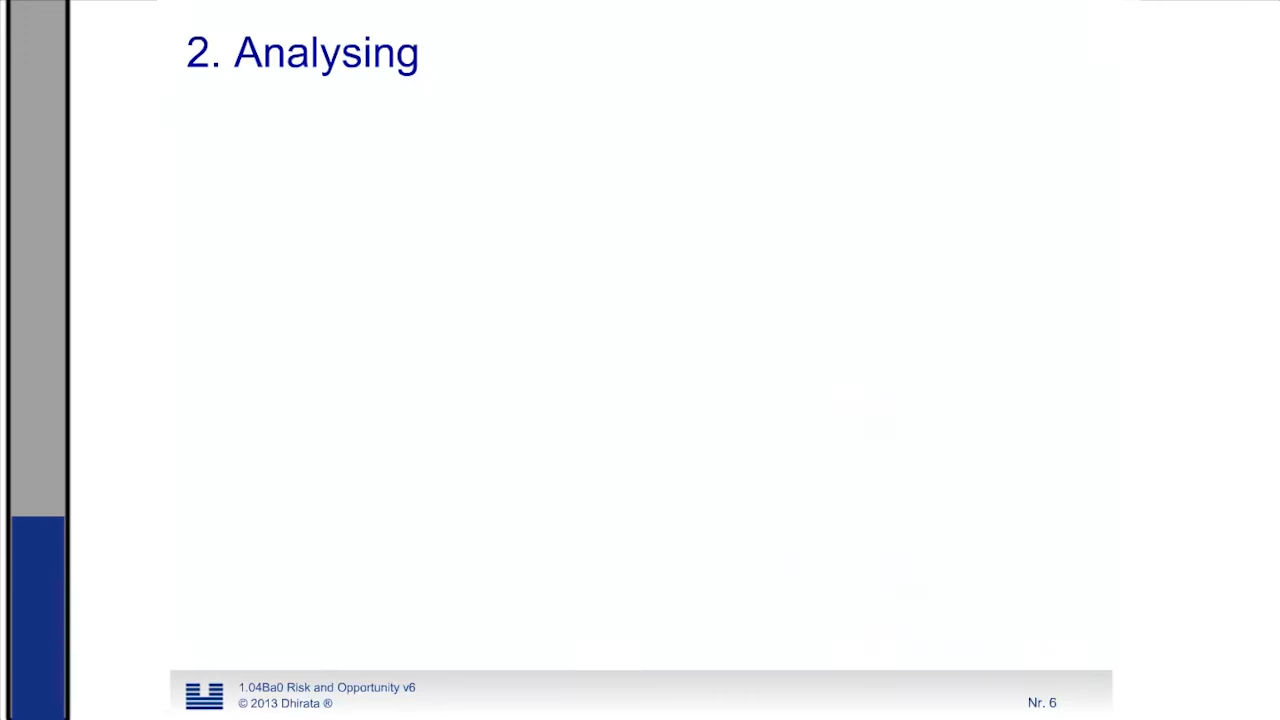 2. Analysing
1.04Ba0 Risk and Opportunity v6
© 2013 Dhirata ®
Nr. 6